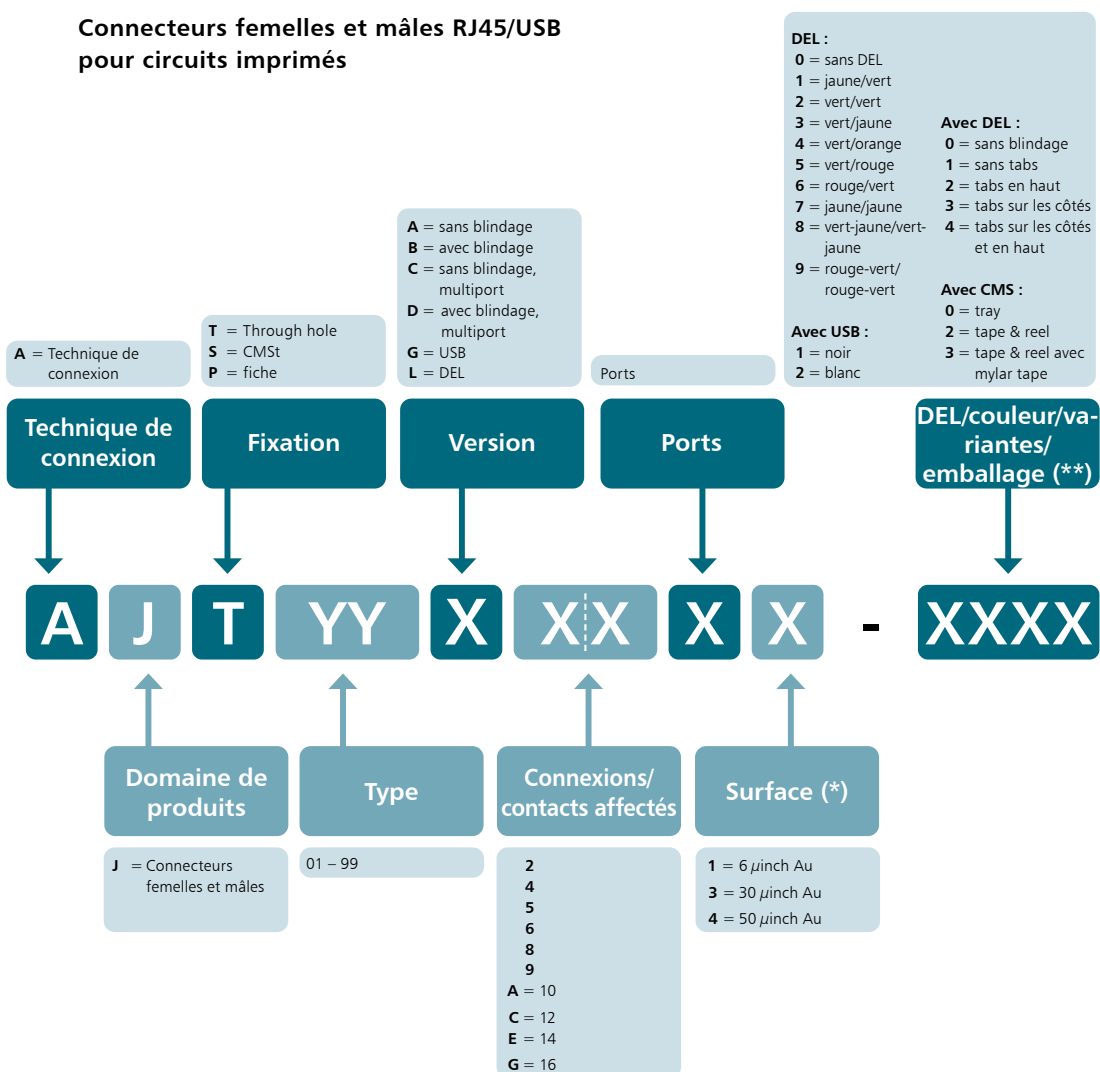 Connecteurs femelles et mâles RJ45/USB
pour circuits imprimés
A = Technique de
connexion
T = Through hole
S = CMSt
P = fiche
A = sans blindage
B = avec blindage
C = sans blindage,
multiport
D = avec blindage,
multiport
G = USB
L = DEL
Ports
DEL :
0 = sans DEL
1 = jaune/vert
2 = vert/vert
3 = vert/jaune
4 = vert/orange
5 = vert/rouge
6 = rouge/vert
7 = jaune/jaune
8 = vert-jaune/vert-
jaune
9 = rouge-vert/
rouge-vert
Avec USB :
1 = noir
2 = blanc
Avec DEL :
0 = sans blindage
1 = sans tabs
2 = tabs en haut
3 = tabs sur les côtés
4 = tabs sur les côtés
et en haut
Avec CMS :
0 = tray
2 = tape & reel
3 = tape & reel avec
mylar tape
Technique de
connexion
Fixation
Version
Ports
DEL/couleur/va-
riantes/
emballage (**)
A J T YY X X X X X - XXXX
Domaine de
produits
Type
Connexions/
contacts affectés
Surface (*)
J = Connecteurs
femelles et mâles
01 – 99
2
4
5
6
8
9
A = 10
C = 12
E = 14
G = 16
1 = 6 µinch Au
3 = 30 µinch Au
4 = 50 µinch Au